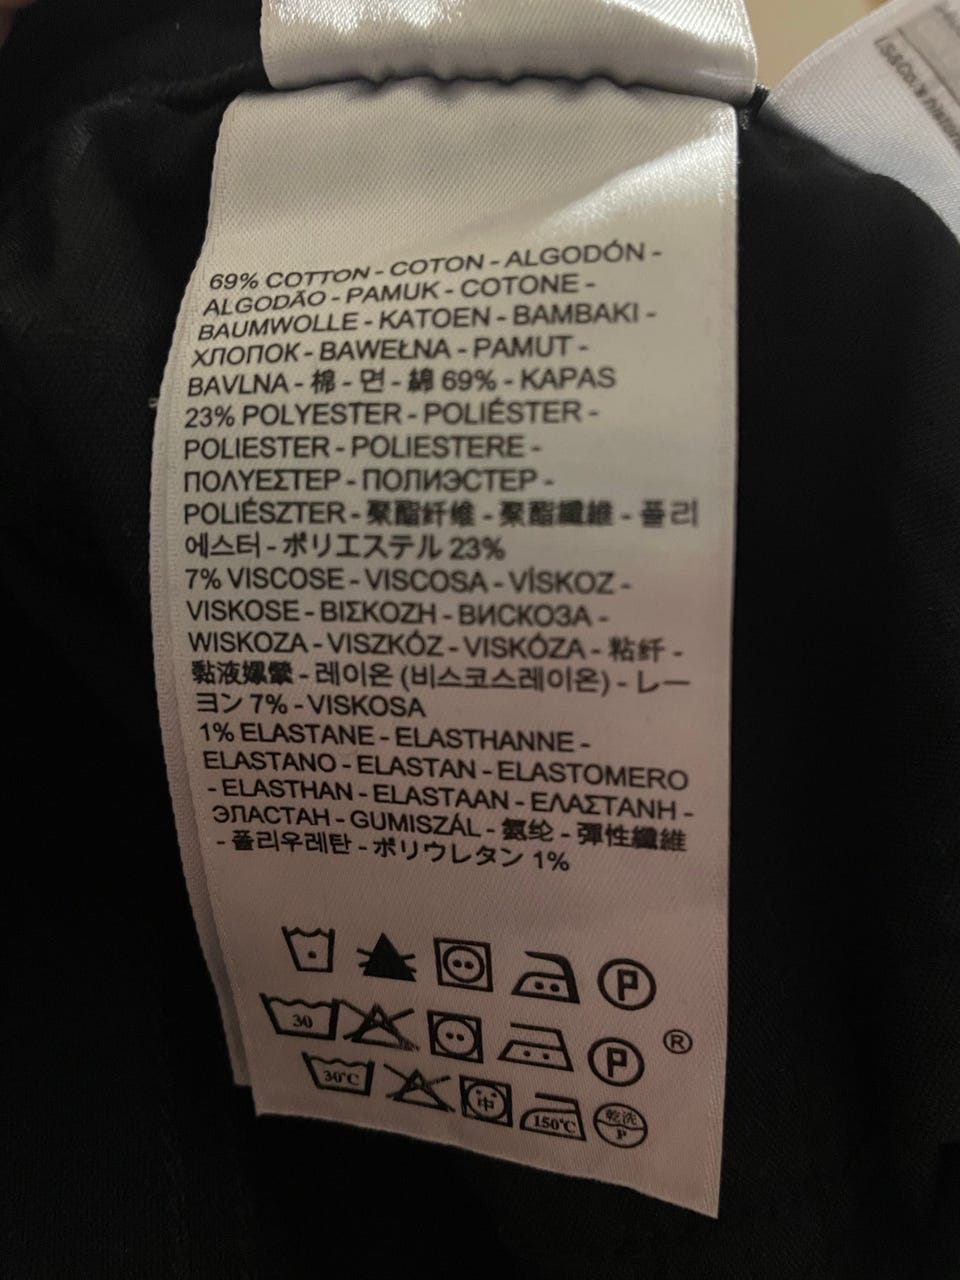 LS&Co.'s
69% COTTON - COTON - ALGODÓN -
ALGODÃO - PAMUK - COTONE -
BAUMWOLLE - KATOEN - BAMBAKI -
ХЛОПОК - BAWEŁNA - PAMUT -
BAVLNA - 棉 - 면 - 綿 69% - KAPAS
23% POLYESTER - POLIÉSTER -
POLIESTER - POLIESTERE -
ΠΟΛΥΕΣΤΕΡ - ПОЛИЭСТЕР -
POLIÉSZTER - 聚酯纤维 - 聚酯纖維 - 폴리
에스터 - ポリエステル 23%
7% VISCOSE - VISCOSA - VİSKOZ -
VISKOSE - ΒΙΣΚΟΖΗ - ВИСКОЗА -
WISKOZA - VISZKÓZ - VISKÓZA - 粘纤 -
黏液嫘縈 - 레이온 (비스코스레이온) - レー
ヨン 7% - VISKOSA
1% ELASTANE - ELASTHANNE -
ELASTANO - ELASTAN - ELASTOMERO
- ELASTHAN - ELASTAAN - ΕΛΑΣΤΑΝΗ -
ЭЛАСТАН - GUMISZÁL - 氨纶 - 彈性纖維
- 폴리우레탄 - ポリウレタン 1%
P
30 P ®
30°C 中 150°C 乾洗 P